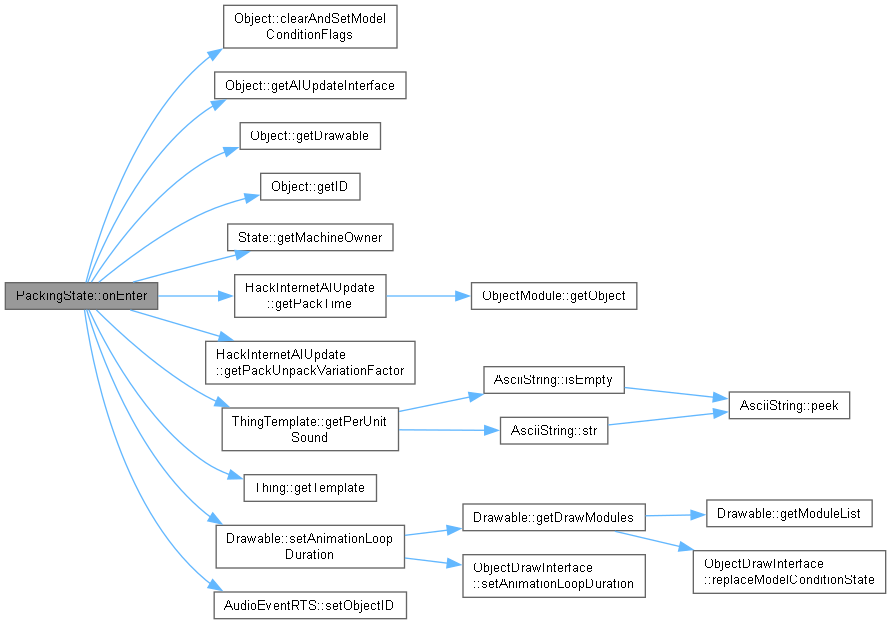 Object::clearAndSetModel
ConditionFlags
Object::getAIUpdateInterface
Object::getDrawable
Object::getID
State::getMachineOwner
PackingState::onEnter
HackInternetAIUpdate
::getPackTime
ObjectModule::getObject
HackInternetAIUpdate
::getPackUnpackVariationFactor
AsciiString::isEmpty
AsciiString::peek
ThingTemplate::getPerUnit
Sound
AsciiString::str
Thing::getTemplate
Drawable::getDrawModules
Drawable::getModuleList
Drawable::setAnimationLoop
Duration
ObjectDrawInterface
::setAnimationLoopDuration
ObjectDrawInterface
::replaceModelConditionState
AudioEventRTS::setObjectID